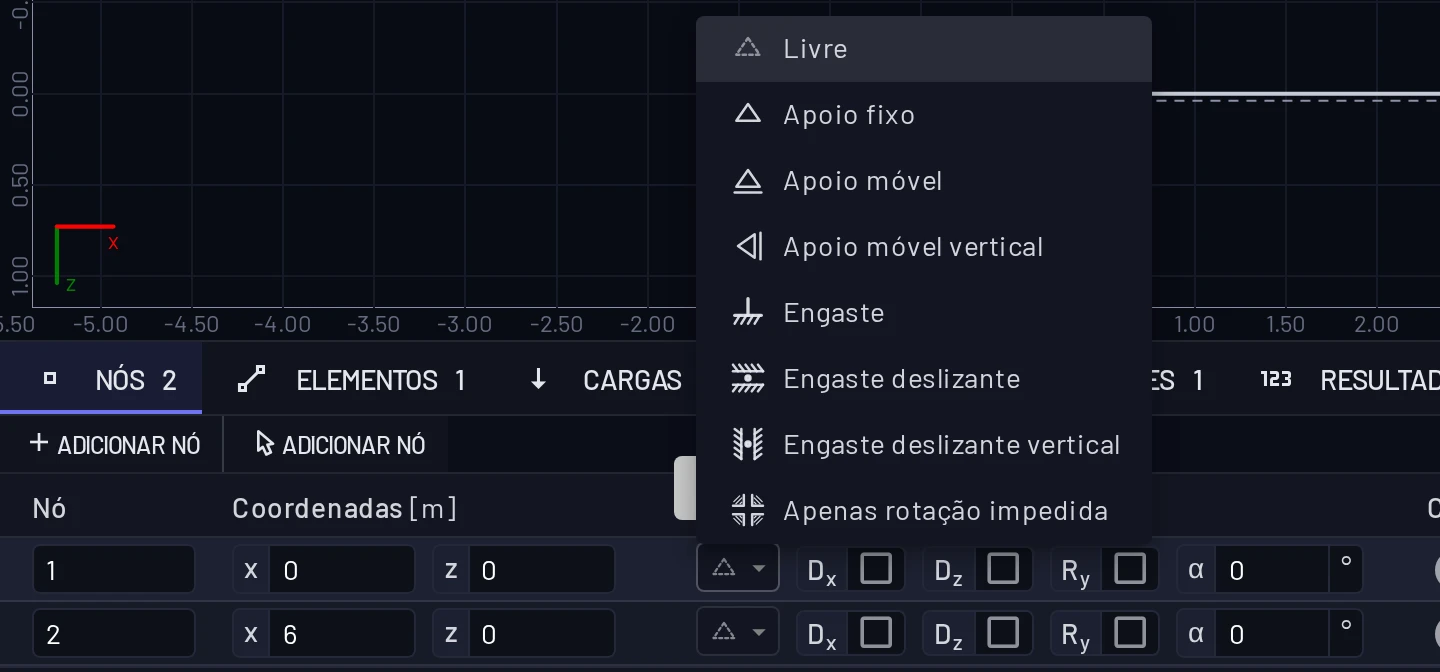 -0.
0.00
0.50
1.00
x
z
5.50 -5.00 -4.50 -4.00 -3.50 -3.00 -2.50 -2.00 1.00 1.50 2.00
Livre
Apoio fixo
Apoio móvel
Apoio móvel vertical
Engaste
Engaste deslizante
Engaste deslizante vertical
Apenas rotação impedida
NÓS 2 ELEMENTOS 1 CARGAS ES 1 123 RESULTAD
+ ADICIONAR NÓ ADICIONAR NÓ
Nó Coordenadas [m]
1 x 0 z 0 Dx Dz Ry α 0 °
2 x 6 z 0 Dx Dz Ry α 0 °